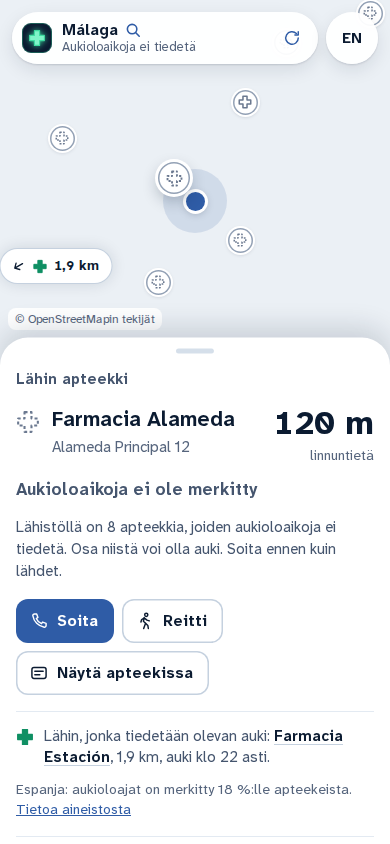 Málaga
Aukioloaikoja ei tiedetä
EN
1,9 km
© OpenStreetMapin tekijät
Lähin apteekki
Farmacia Alameda
120 m
Alameda Principal 12
linnuntietä
Aukioloaikoja ei ole merkitty
Lähistöllä on 8 apteekkia, joiden aukioloaikoja ei
tiedetä. Osa niistä voi olla auki. Soita ennen kuin
lähdet.
Soita
Reitti
Näytä apteekissa
Lähin, jonka tiedetään olevan auki: Farmacia
Estación, 1,9 km, auki klo 22 asti.
Espanja: aukioloajat on merkitty 18 %:lle apteekeista.
Tietoa aineistosta